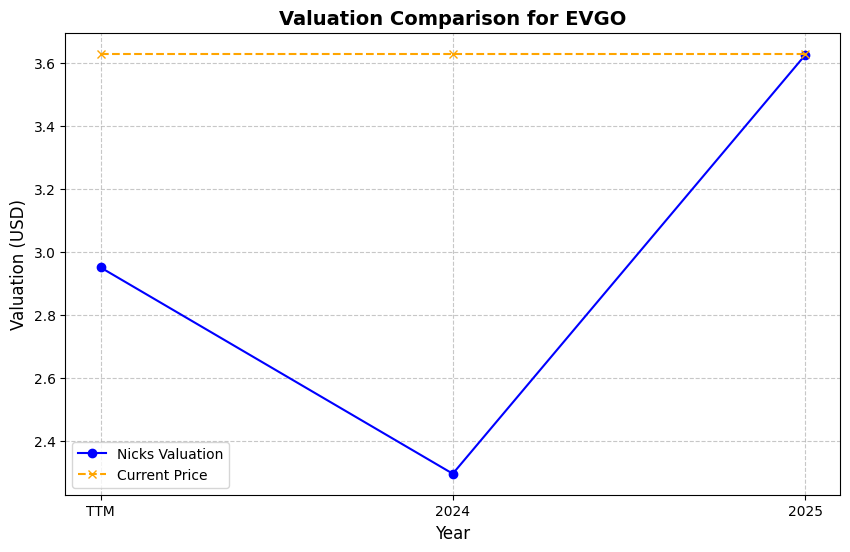 Valuation Comparison for EVGO
Valuation (USD)
3.6
3.4
3.2
3.0
2.8
2.6
2.4
Nicks Valuation
Current Price
TTM
2024
2025
Year